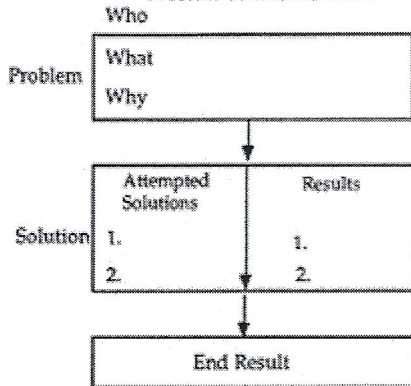 Who
Problem
What
Why
Attempted
Solutions
Results
Solution
1.
1.
2.
2.
End Result